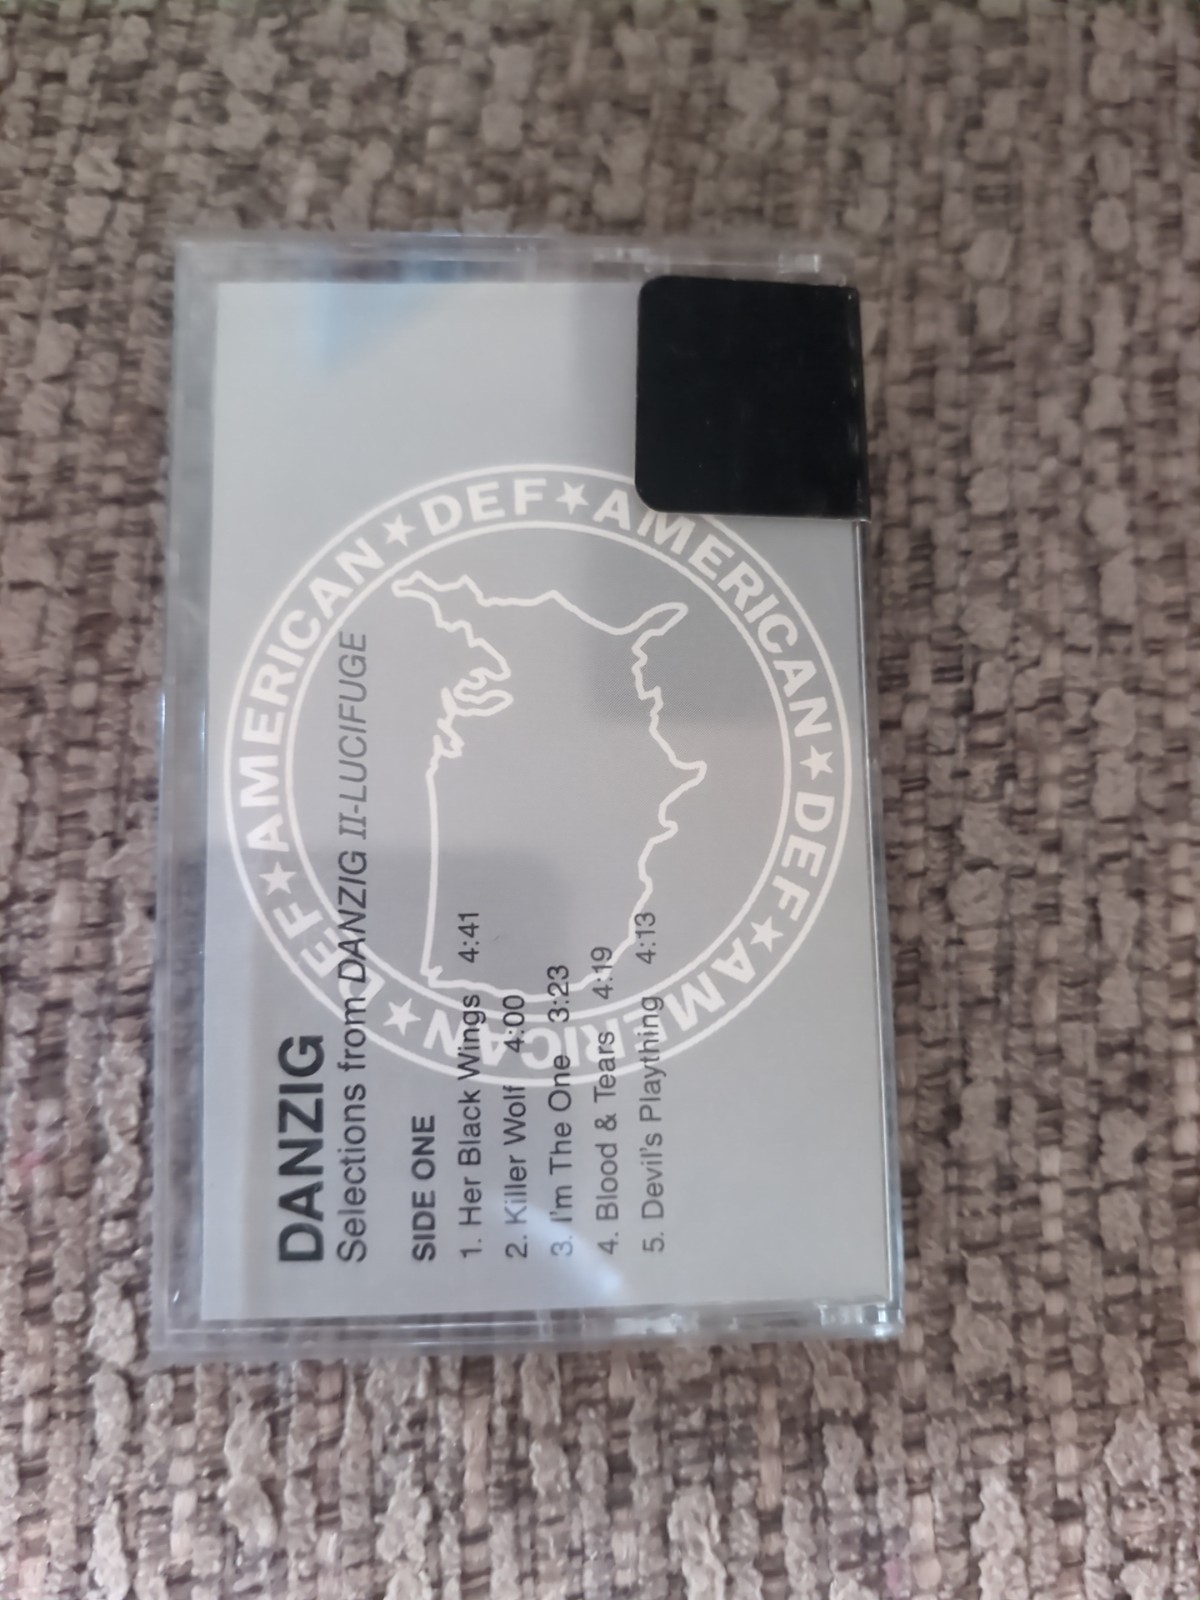 DANZIG
Selections from DANZIG II-LUCIFUGE
SIDE ONE
1. Her Black Wings 4:41
2. Killer Wolf 4:00
3. I'm The One 3:23
4. Blood & Tears 4:19
5. Devil's Plaything 4:13
DEF★AMERICAN★DEF★AMERICAN★DEF★AMERICAN★